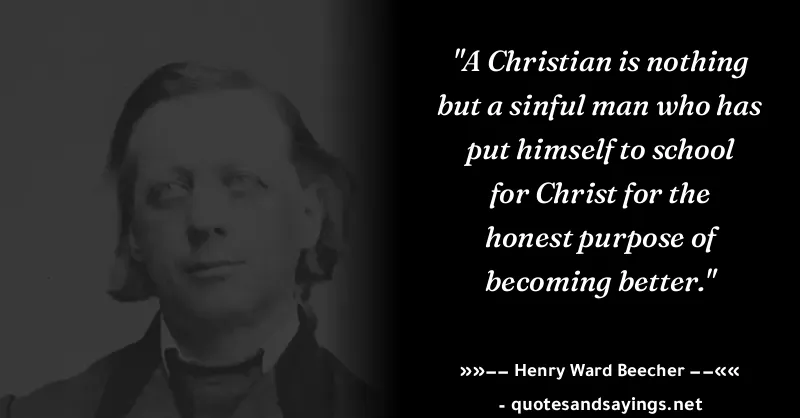 "A Christian is nothing
but a sinful man who has
put himself to school
for Christ for the
honest purpose of
becoming better."
»»−− Henry Ward Beecher −−««
- quotesandsayings.net